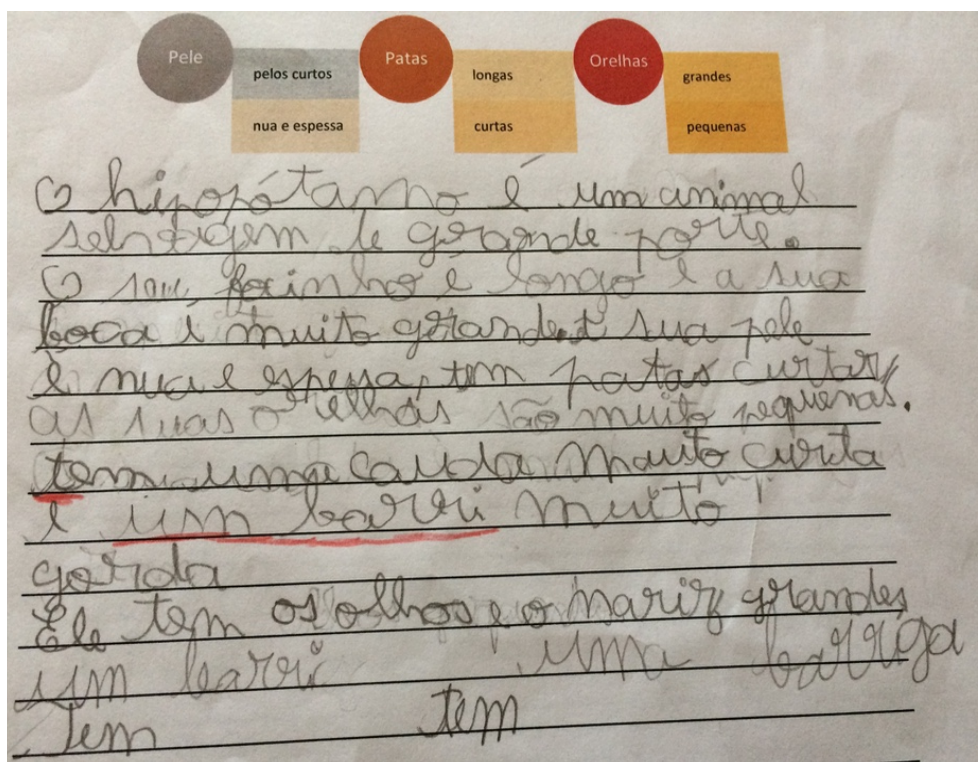 Pele Patas Orelhas
pelos curtos longas grandes
nua e espessa curtas pequenas
O hipopótamo é um animal
selvagem de grande porte.
O seu focinho é longo e a sua
boca é muito grande. A sua pele
é nua e espessa, tem patas curtas,
as suas orelhas são muito pequenas.
tem uma cauda muito curta
e um barri muito
gorda
Ele tem os olhos e o nariz grandes
um barri uma barriga
tem tem